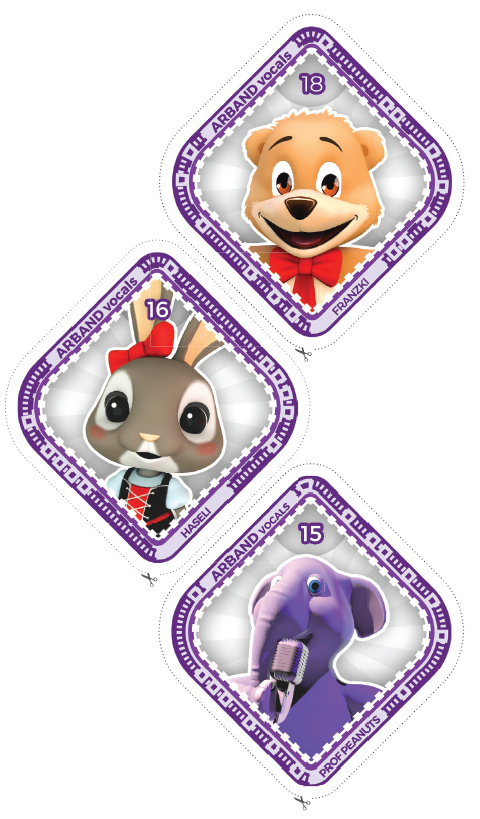 ARBAND vocals
18
FRANZKI
ARBAND vocals
16
HASELI
ARBAND VOCALS
15
PROF PEANUTS